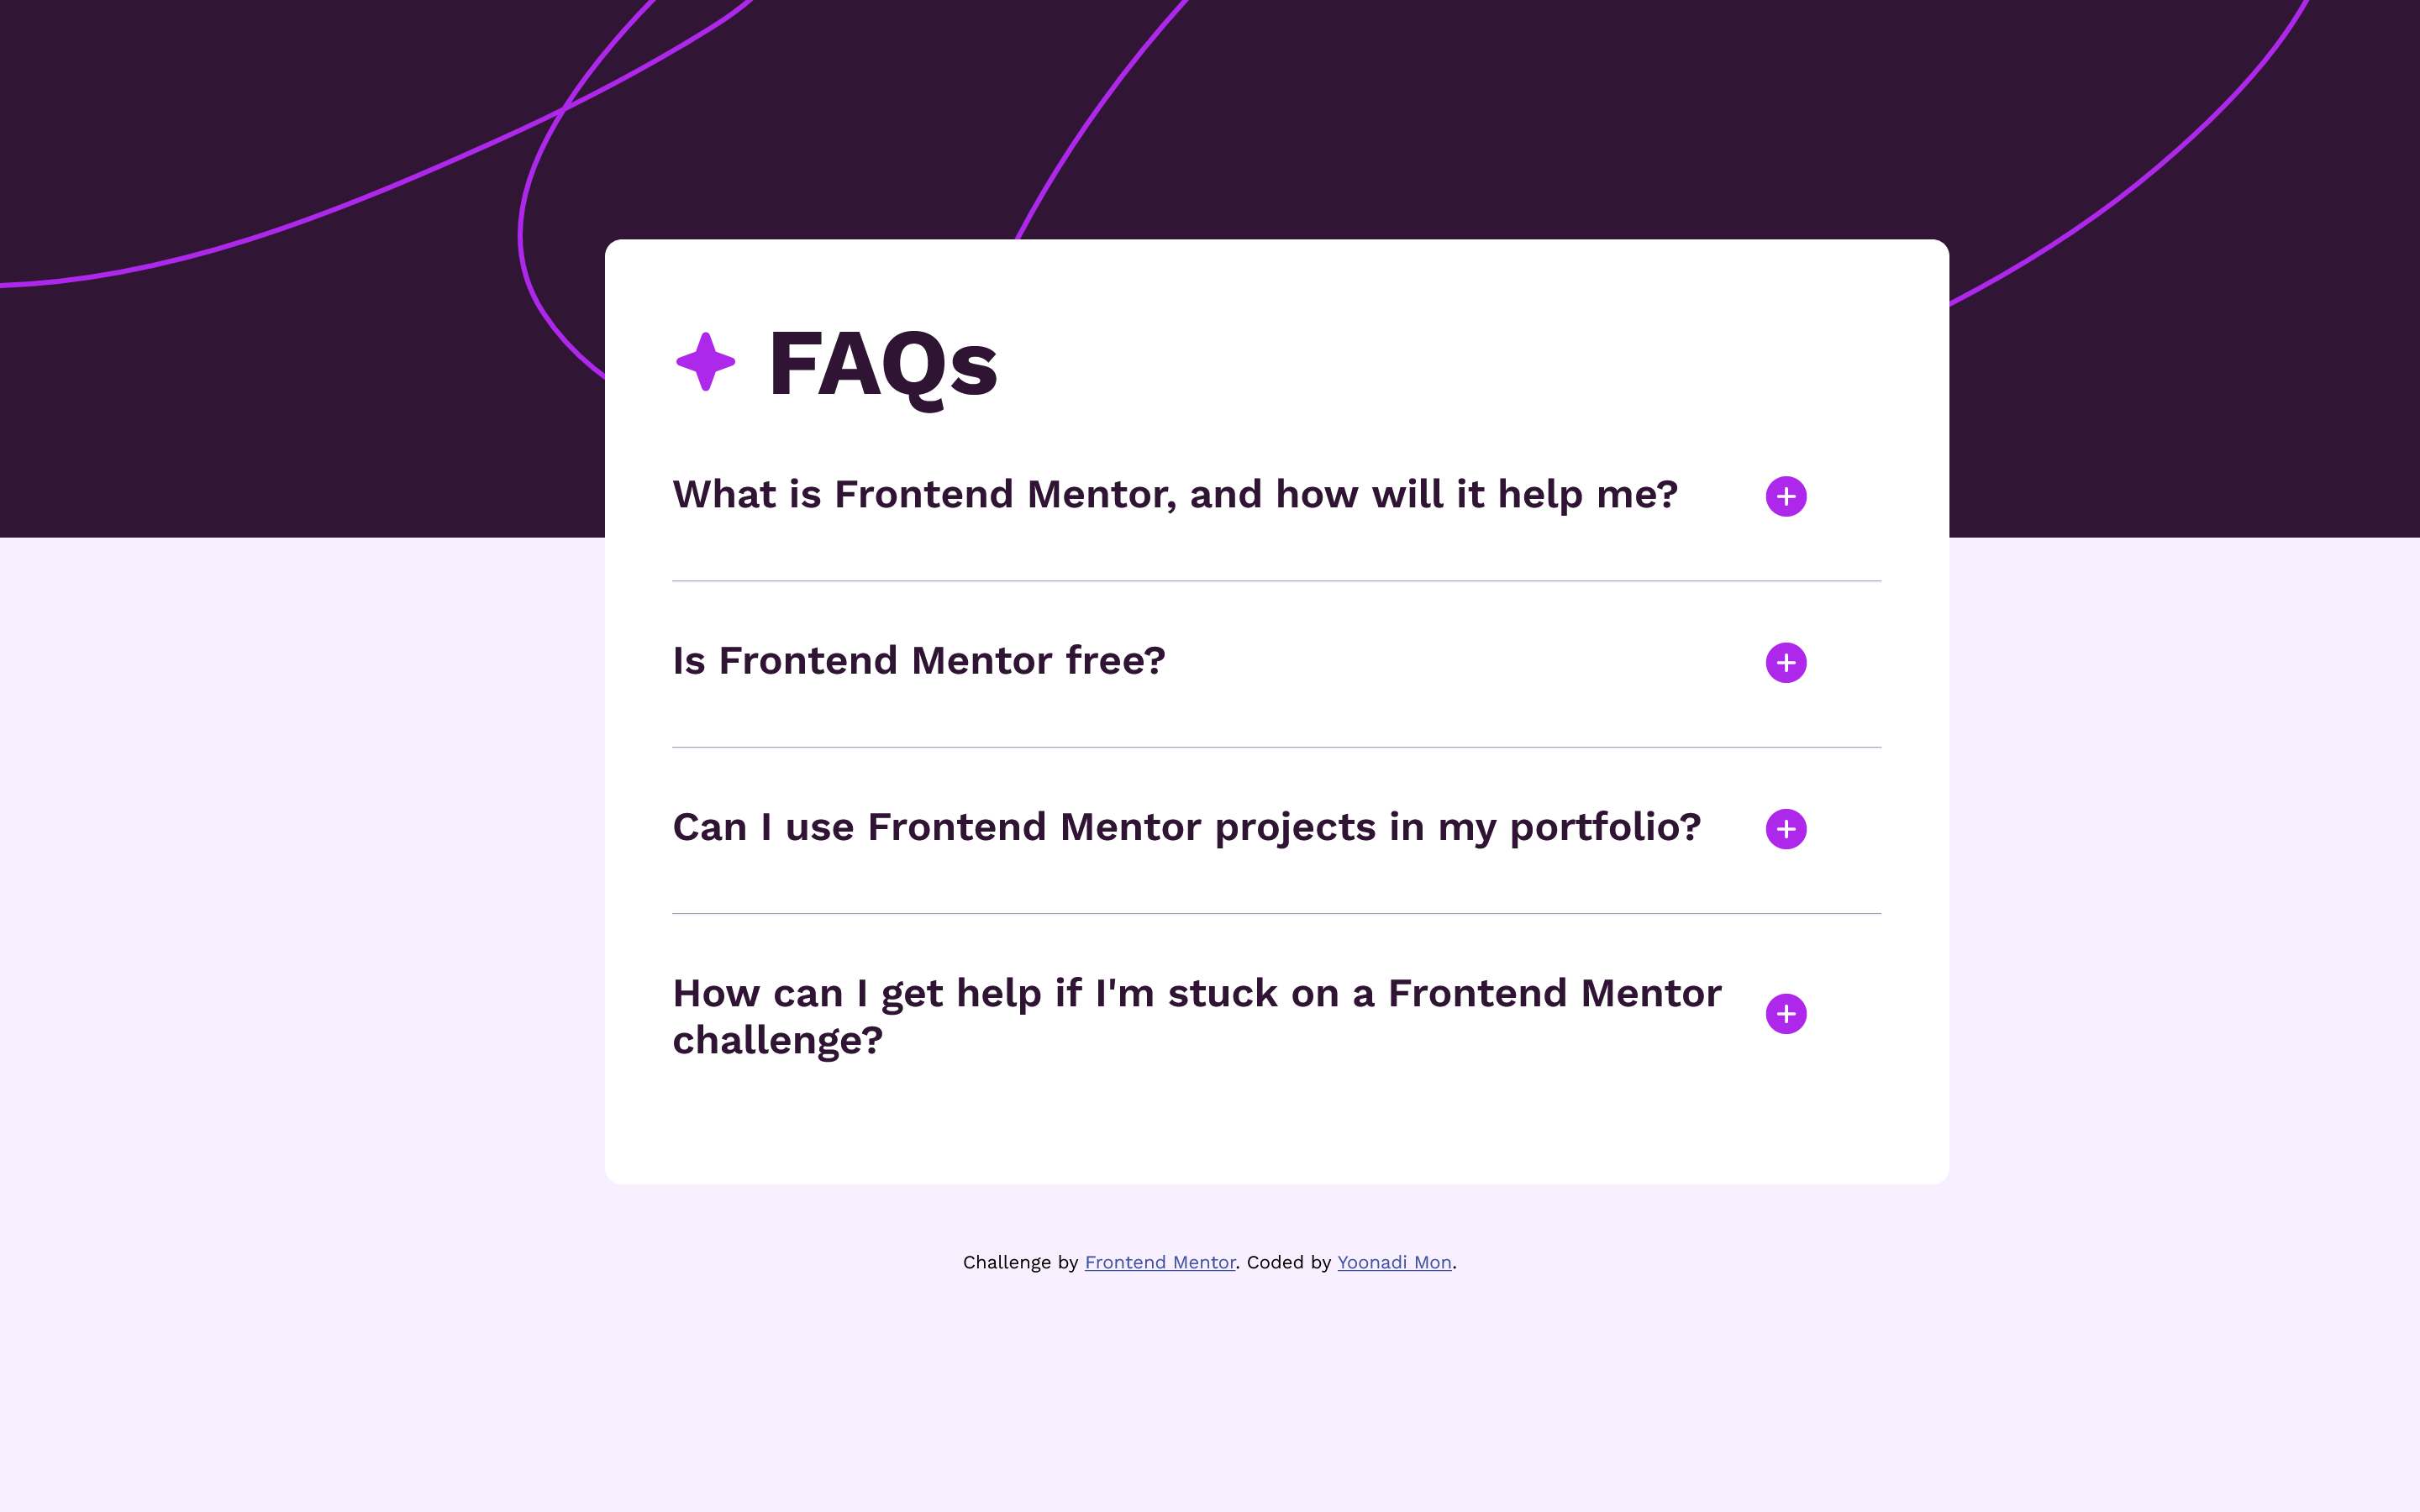 FAQs
What is Frontend Mentor, and how will it help me?
Is Frontend Mentor free?
Can I use Frontend Mentor projects in my portfolio?
How can I get help if I'm stuck on a Frontend Mentor
challenge?
Challenge by Frontend Mentor. Coded by Yoonadi Mon.